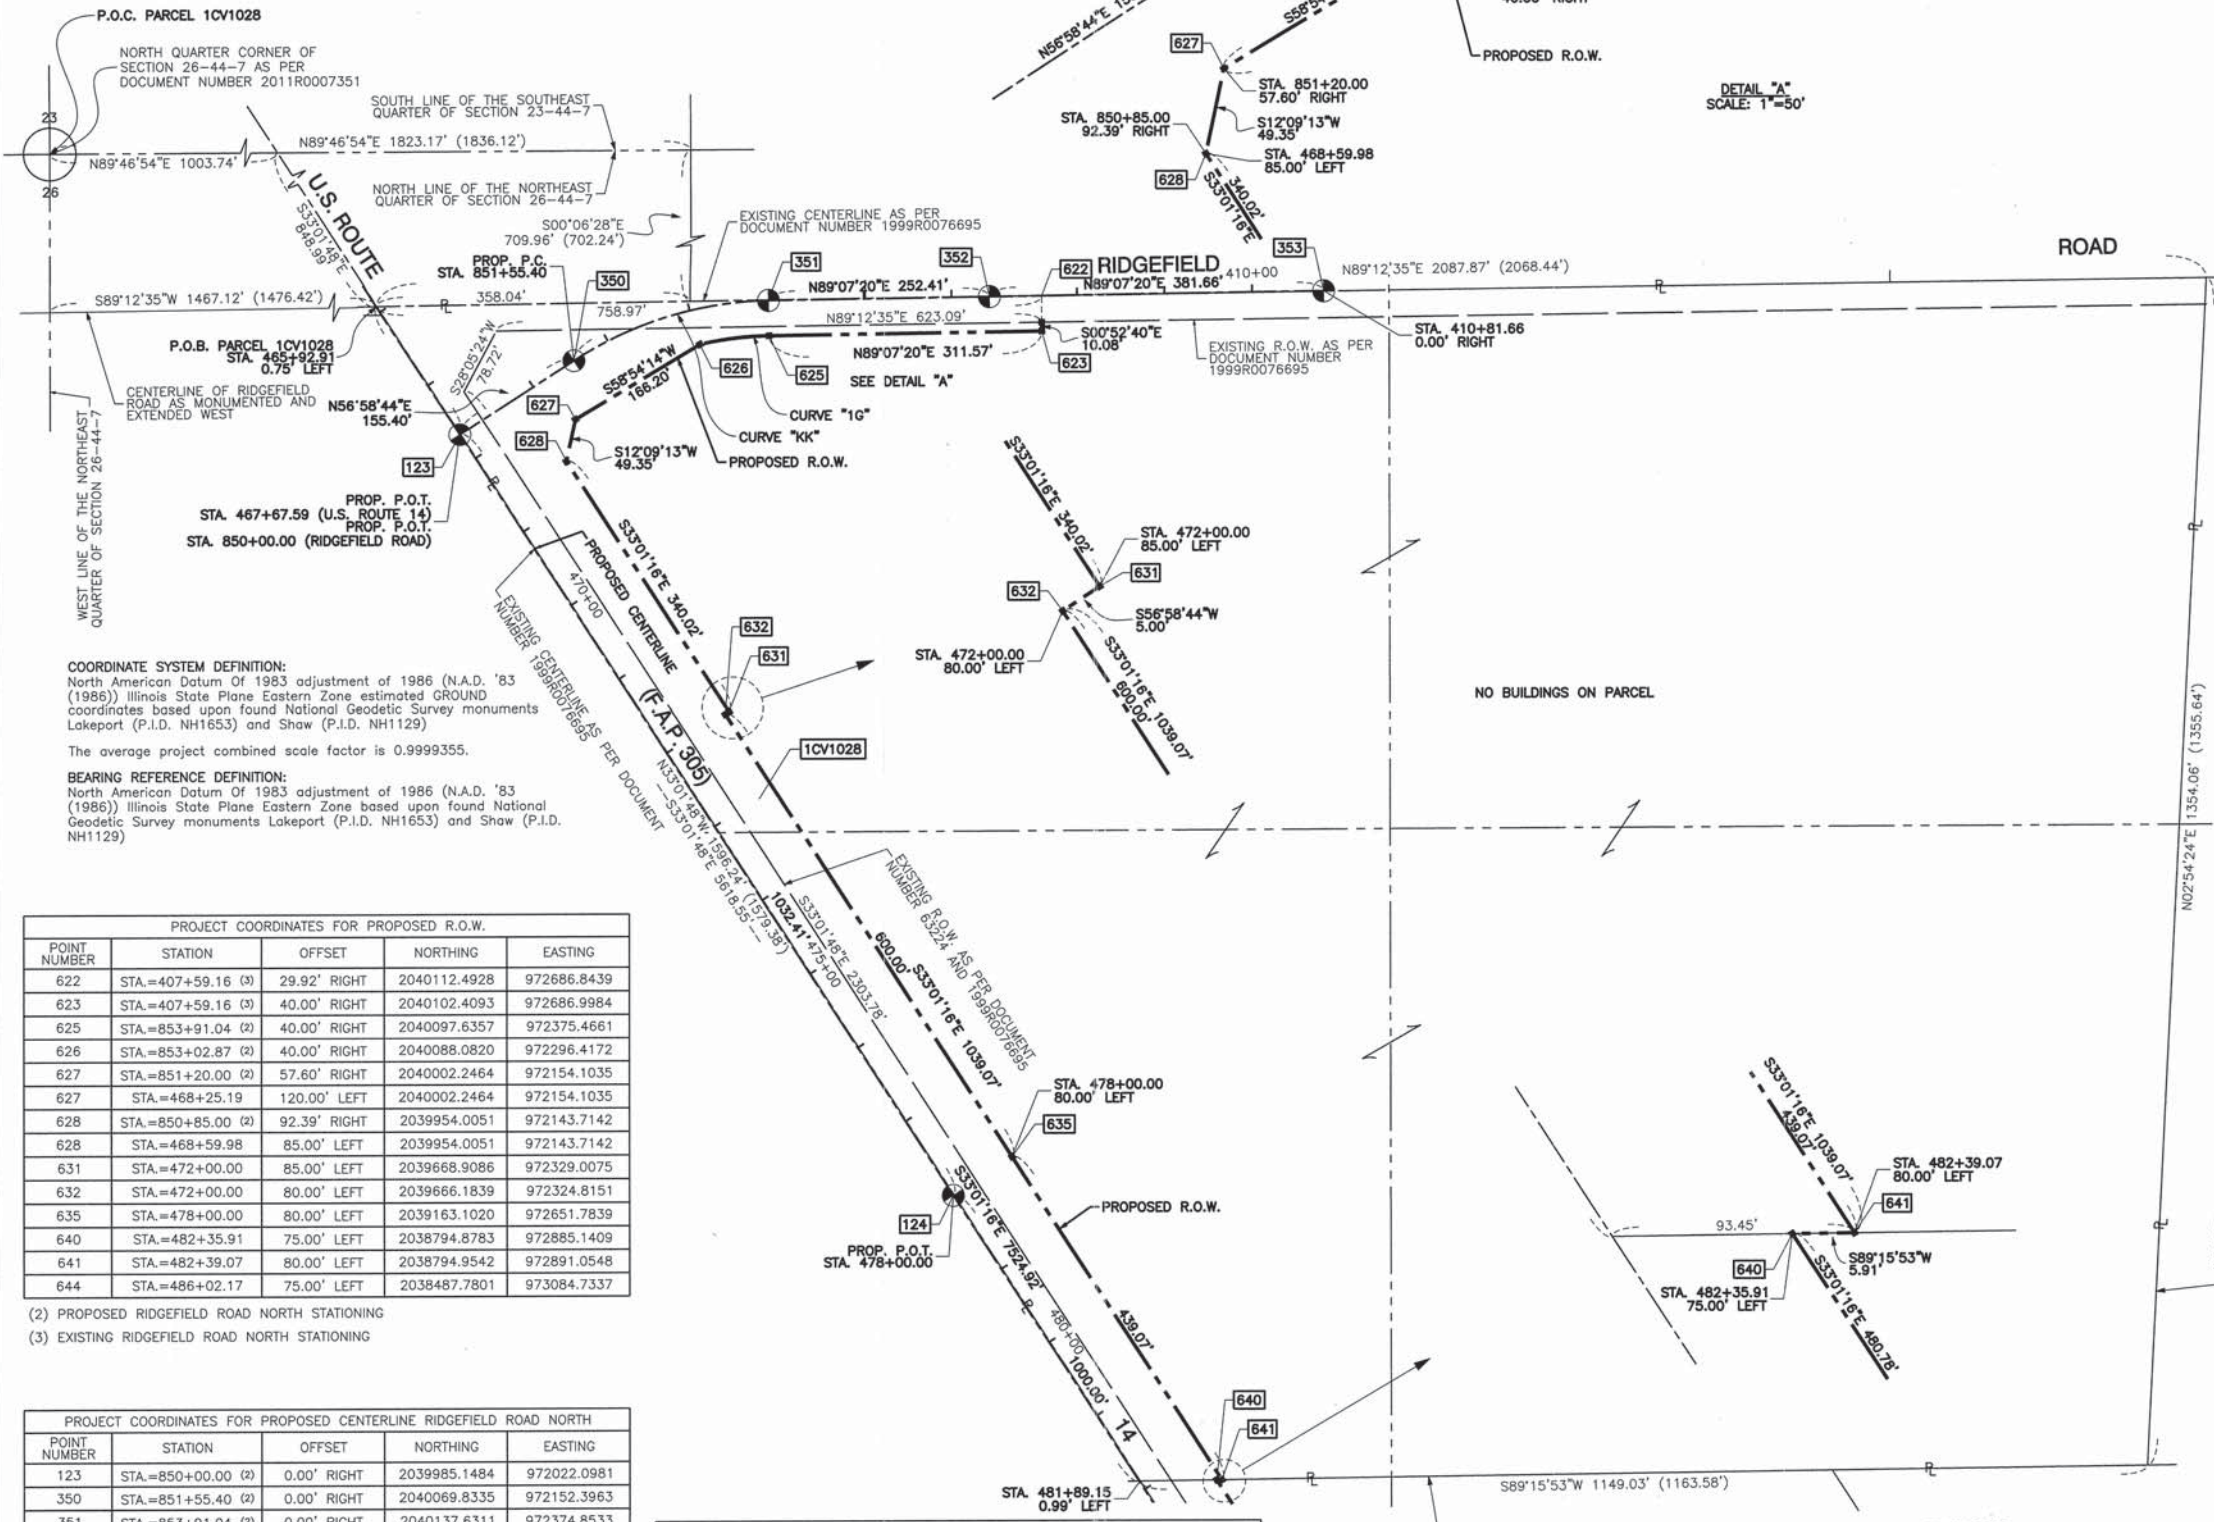 P.O.C. PARCEL 1CV1028
NORTH QUARTER CORNER OF
SECTION 26-44-7 AS PER
DOCUMENT NUMBER 2011R0007351
23
26
N89°46'54"E 1003.74'
SOUTH LINE OF THE SOUTHEAST
QUARTER OF SECTION 23-44-7
N89°46'54"E 1823.17' (1836.12')
NORTH LINE OF THE NORTHEAST
QUARTER OF SECTION 26-44-7
U.S. ROUTE
S33°01'48"E
848.99'
S00°06'28"E
709.96' (702.24')
EXISTING CENTERLINE AS PER
DOCUMENT NUMBER 1999R0076695
N56°58'44"E
627
PROPOSED R.O.W.
STA. 851+20.00
57.60' RIGHT
STA. 850+85.00
92.39' RIGHT
S12°09'13"W
49.35'
STA. 468+59.98
85.00' LEFT
628
340.02'
S33°01'16"E
DETAIL "A"
SCALE: 1"=50'
PROP. P.C.
STA. 851+55.40
350
351
352
622
RIDGEFIELD
353
ROAD
N89°07'20"E 252.41'
N89°07'20"E 381.66'
410+00
N89°12'35"E 2087.87' (2068.44')
S89°12'35"W 1467.12' (1476.42')
358.04'
758.97'
N89°12'35"E 623.09'
S00°52'40"E
10.08'
STA. 410+81.66
0.00' RIGHT
P.O.B. PARCEL 1CV1028
STA. 465+92.91
0.75' LEFT
S28°05'24"W
78.72'
S58°54'14"W
166.20'
626
625
N89°07'20"E 311.57'
623
EXISTING R.O.W. AS PER
DOCUMENT NUMBER
1999R0076695
SEE DETAIL "A"
CENTERLINE OF RIDGEFIELD
ROAD AS MONUMENTED AND
EXTENDED WEST
N56°58'44"E
155.40'
627
CURVE "1G"
628
CURVE "KK"
S12°09'13"W
49.35'
PROPOSED R.O.W.
WEST LINE OF THE NORTHEAST
QUARTER OF SECTION 26-44-7
123
PROP. P.O.T.
STA. 467+67.59 (U.S. ROUTE 14)
PROP. P.O.T.
STA. 850+00.00 (RIDGEFIELD ROAD)
S33°01'16"E 340.02'
PROPOSED CENTERLINE
470+00
EXISTING CENTERLINE AS PER DOCUMENT
NUMBER 1999R0076695
S33°01'16"E 340.02'
STA. 472+00.00
85.00' LEFT
631
632
S56°58'44"W
5.00'
STA. 472+00.00
80.00' LEFT
S33°01'16"E 1039.07'
600.00'
632
631
(F.A.P. 305)
1CV1028
NO BUILDINGS ON PARCEL
N02°54'24"E 1354.06' (1355.64')
COORDINATE SYSTEM DEFINITION:
North American Datum Of 1983 adjustment of 1986 (N.A.D. '83
(1986)) Illinois State Plane Eastern Zone estimated GROUND
coordinates based upon found National Geodetic Survey monuments
Lakeport (P.I.D. NH1653) and Shaw (P.I.D. NH1129)
The average project combined scale factor is 0.9999355.
BEARING REFERENCE DEFINITION:
North American Datum Of 1983 adjustment of 1986 (N.A.D. '83
(1986)) Illinois State Plane Eastern Zone based upon found National
Geodetic Survey monuments Lakeport (P.I.D. NH1653) and Shaw (P.I.D.
NH1129)
N33°01'48"W 1596.24' (1579.38')
S33°01'48"E 5618.55'
1032.41'
475+00
S33°01'48"E 2303.78'
EXISTING R.O.W. AS PER DOCUMENT
NUMBER 63224 AND 1999R0076695
600.00'
S33°01'16"E 1039.07'
PROJECT COORDINATES FOR PROPOSED R.O.W.
POINT NUMBER STATION OFFSET NORTHING EASTING
622 STA.=407+59.16 (3) 29.92' RIGHT 2040112.4928 972686.8439
623 STA.=407+59.16 (3) 40.00' RIGHT 2040102.4093 972686.9984
625 STA.=853+91.04 (2) 40.00' RIGHT 2040097.6357 972375.4661
626 STA.=853+02.87 (2) 40.00' RIGHT 2040088.0820 972296.4172
627 STA.=851+20.00 (2) 57.60' RIGHT 2040002.2464 972154.1035
627 STA.=468+25.19 120.00' LEFT 2040002.2464 972154.1035
628 STA.=850+85.00 (2) 92.39' RIGHT 2039954.0051 972143.7142
628 STA.=468+59.98 85.00' LEFT 2039954.0051 972143.7142
631 STA.=472+00.00 85.00' LEFT 2039668.9086 972329.0075
632 STA.=472+00.00 80.00' LEFT 2039666.1839 972324.8151
635 STA.=478+00.00 80.00' LEFT 2039163.1020 972651.7839
640 STA.=482+35.91 75.00' LEFT 2038794.8783 972885.1409
641 STA.=482+39.07 80.00' LEFT 2038794.9542 972891.0548
644 STA.=486+02.17 75.00' LEFT 2038487.7801 973084.7337
(2) PROPOSED RIDGEFIELD ROAD NORTH STATIONING
(3) EXISTING RIDGEFIELD ROAD NORTH STATIONING
STA. 478+00.00
80.00' LEFT
635
PROPOSED R.O.W.
124
PROP. P.O.T.
STA. 478+00.00
S33°01'16"E 7524.92'
480+00
1000.00'
439.07'
14
640
641
STA. 481+89.15
0.99' LEFT
S89°15'53"W 1149.03' (1163.58')
S33°01'16"E 1039.07'
439.07'
STA. 482+39.07
80.00' LEFT
641
93.45'
S89°15'53"W
5.91'
640
STA. 482+35.91
75.00' LEFT
S33°01'16"E 480.78'
PROJECT COORDINATES FOR PROPOSED CENTERLINE RIDGEFIELD ROAD NORTH
POINT NUMBER STATION OFFSET NORTHING EASTING
123 STA.=850+00.00 (2) 0.00' RIGHT 2039985.1484 972022.0981
350 STA.=851+55.40 (2) 0.00' RIGHT 2040069.8335 972152.3963
351 STA.=853+91.04 (2) 0.00' RIGHT 2040137.6311 972374.8533